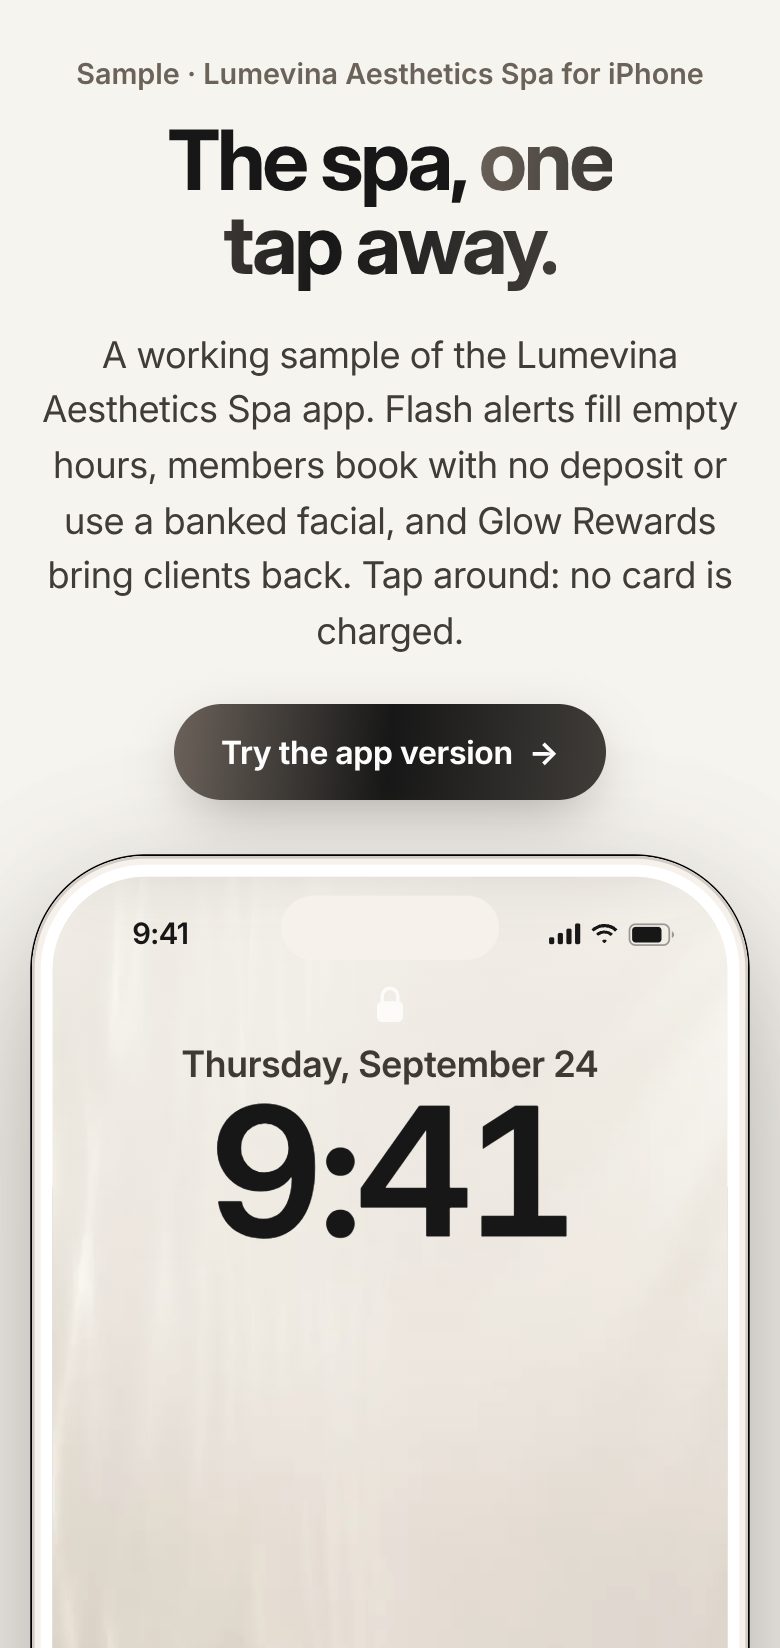 Sample · Lumevina Aesthetics Spa for iPhone
The spa, one
tap away.
A working sample of the Lumevina
Aesthetics Spa app. Flash alerts fill empty
hours, members book with no deposit or
use a banked facial, and Glow Rewards
bring clients back. Tap around: no card is
charged.
Try the app version →
9:41
Thursday, September 24
9:41